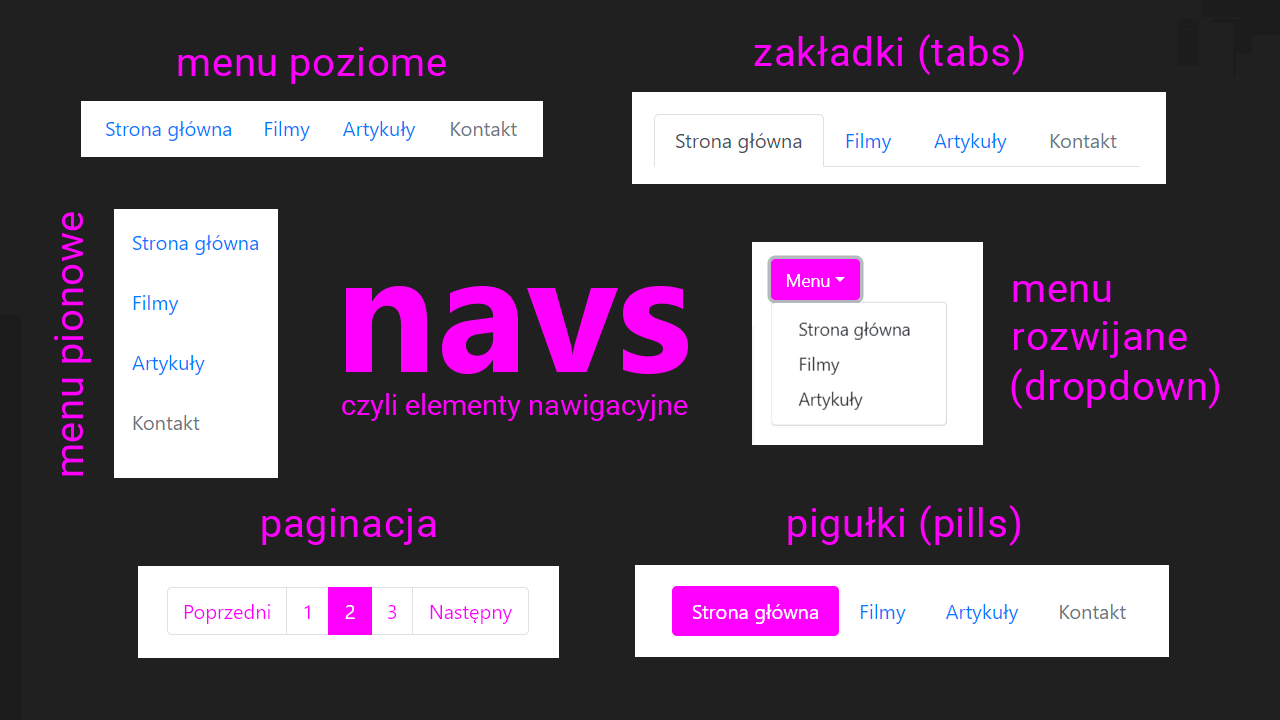 menu poziome
Strona główna Filmy Artykuły Kontakt
zakładki (tabs)
Strona główna Filmy Artykuły Kontakt
menu pionowe
Strona główna
Filmy
Artykuły
Kontakt
navs
czyli elementy nawigacyjne
Menu
Strona główna
Filmy
Artykuły
menu
rozwijane
(dropdown)
paginacja
Poprzedni 1 2 3 Następny
pigułki (pills)
Strona główna Filmy Artykuły Kontakt